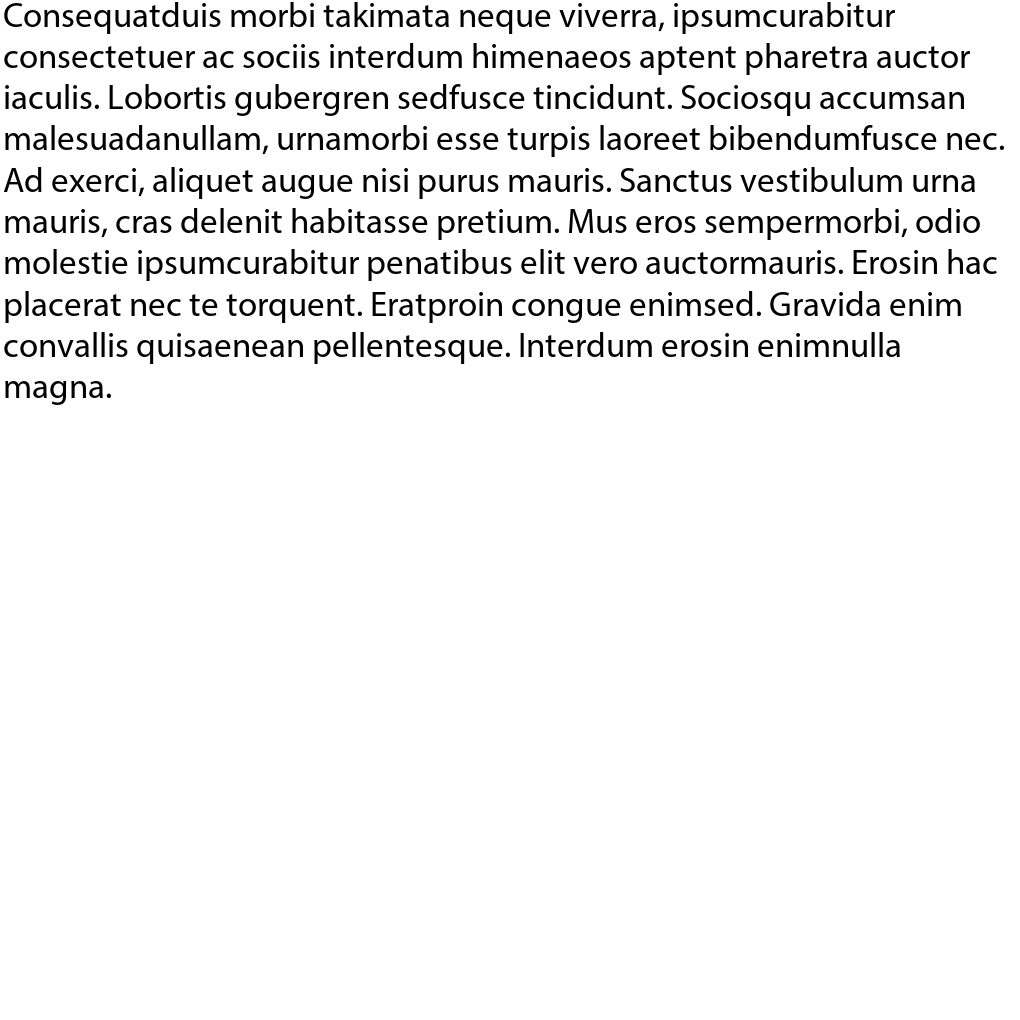 Consequatduis morbi takimata neque viverra, ipsumcurabitur
consectetuer ac sociis interdum himenaeos aptent pharetra auctor
iaculis. Lobortis gubergren sedfusce tincidunt. Sociosqu accumsan
malesuadanullam, urnamorbi esse turpis laoreet bibendumfusce nec.
Ad exerci, aliquet augue nisi purus mauris. Sanctus vestibulum urna
mauris, cras delenit habitasse pretium. Mus eros sempermorbi, odio
molestie ipsumcurabitur penatibus elit vero auctormauris. Erosin hac
placerat nec te torquent. Eratproin congue enimsed. Gravida enim
convallis quisaenean pellentesque. Interdum erosin enimnulla
magna.